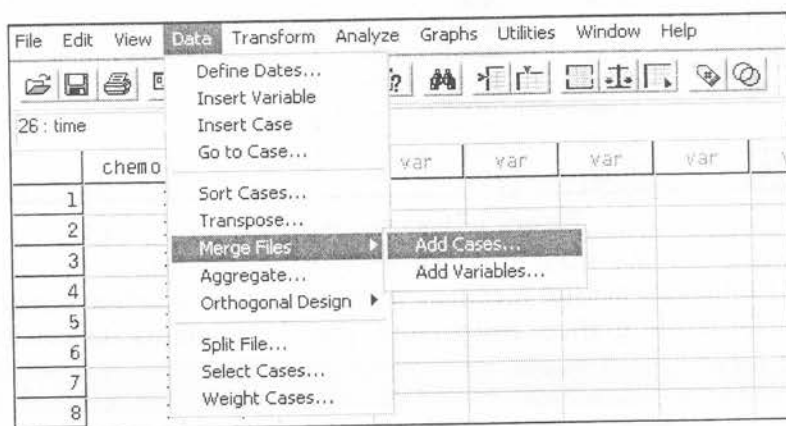 File Edit View Data Transform Analyze Graphs Utilities Window Help
26 : time
chemo var var var var
Define Dates...
Insert Variable
Insert Case
Go to Case...
Sort Cases...
Transpose...
Merge Files
Aggregate...
Orthogonal Design
Split File...
Select Cases...
Weight Cases...
Add Cases...
Add Variables...
1
2
3
4
5
6
7
8